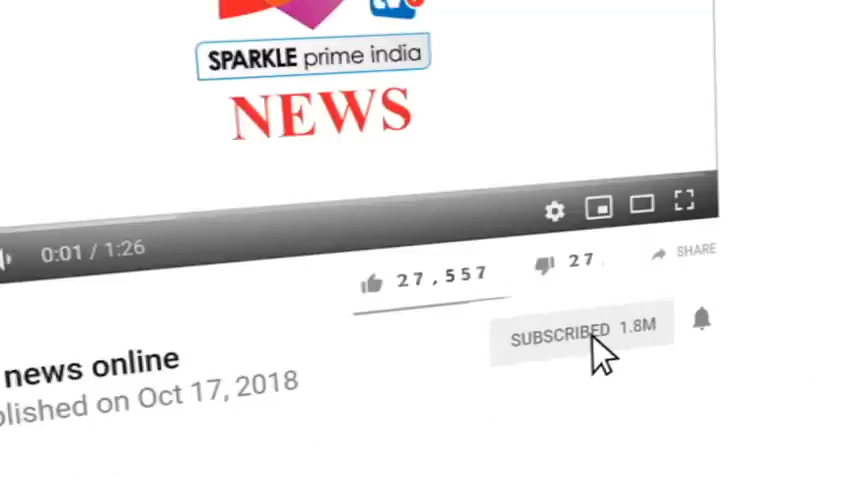 SPARKLE prime india
NEWS
0:01 / 1:26
27,557
27
SHARE
SUBSCRIBED 1.8M
news online
blished on Oct 17, 2018